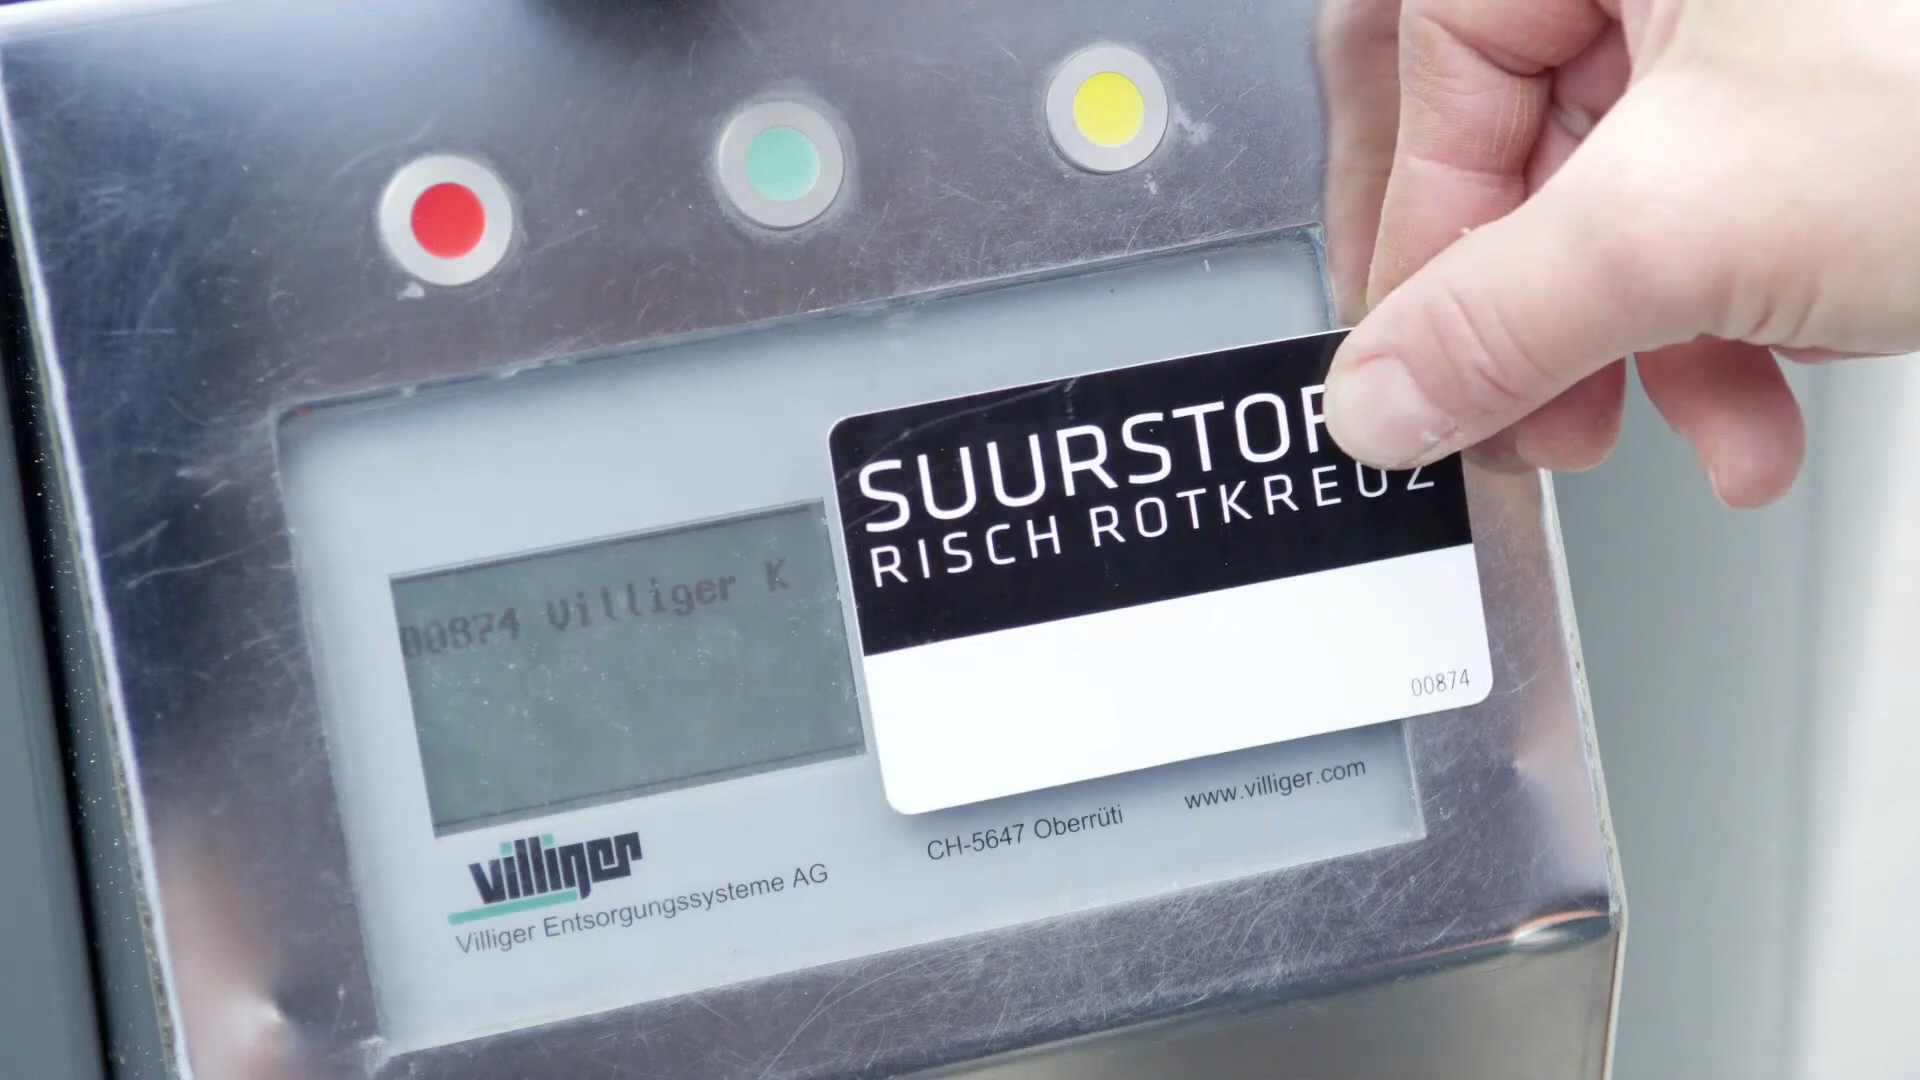 SUURSTOF
RISCH ROTKREUZ
00874 Villiger K
00874
villiger
Villiger Entsorgungssysteme AG
CH-5647 Oberrüti
www.villiger.com